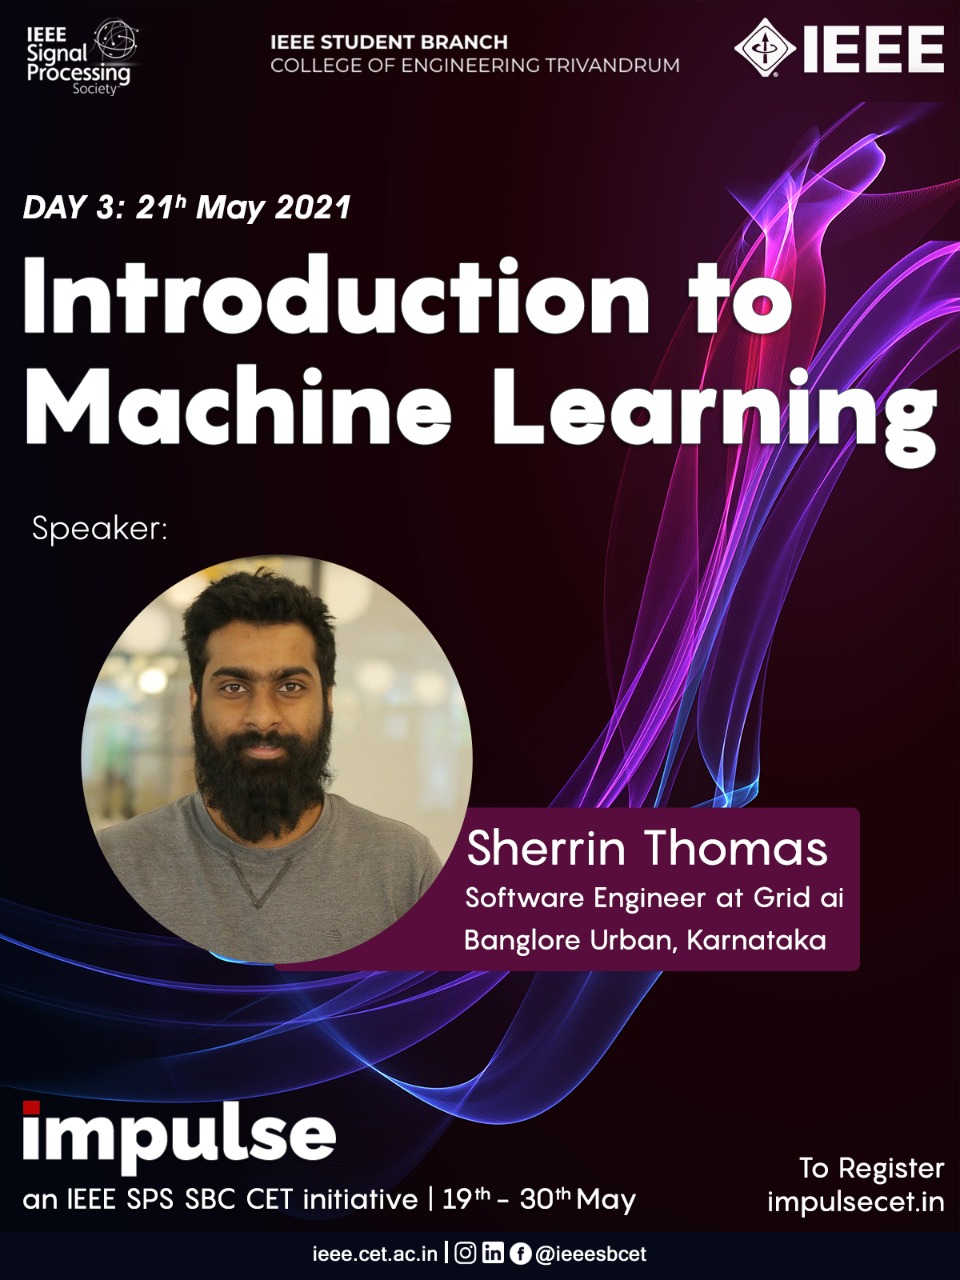 IEEE
Signal
Processing
Society
IEEE STUDENT BRANCH
COLLEGE OF ENGINEERING TRIVANDRUM
IEEE
DAY 3: 21h May 2021
Introduction to
Machine Learning
Speaker:
Sherrin Thomas
Software Engineer at Grid ai
Banglore Urban, Karnataka
impulse
an IEEE SPS SBC CET initiative | 19th - 30th May
To Register
impulsecet.in
ieee.cet.ac.in | @ieeesbcet